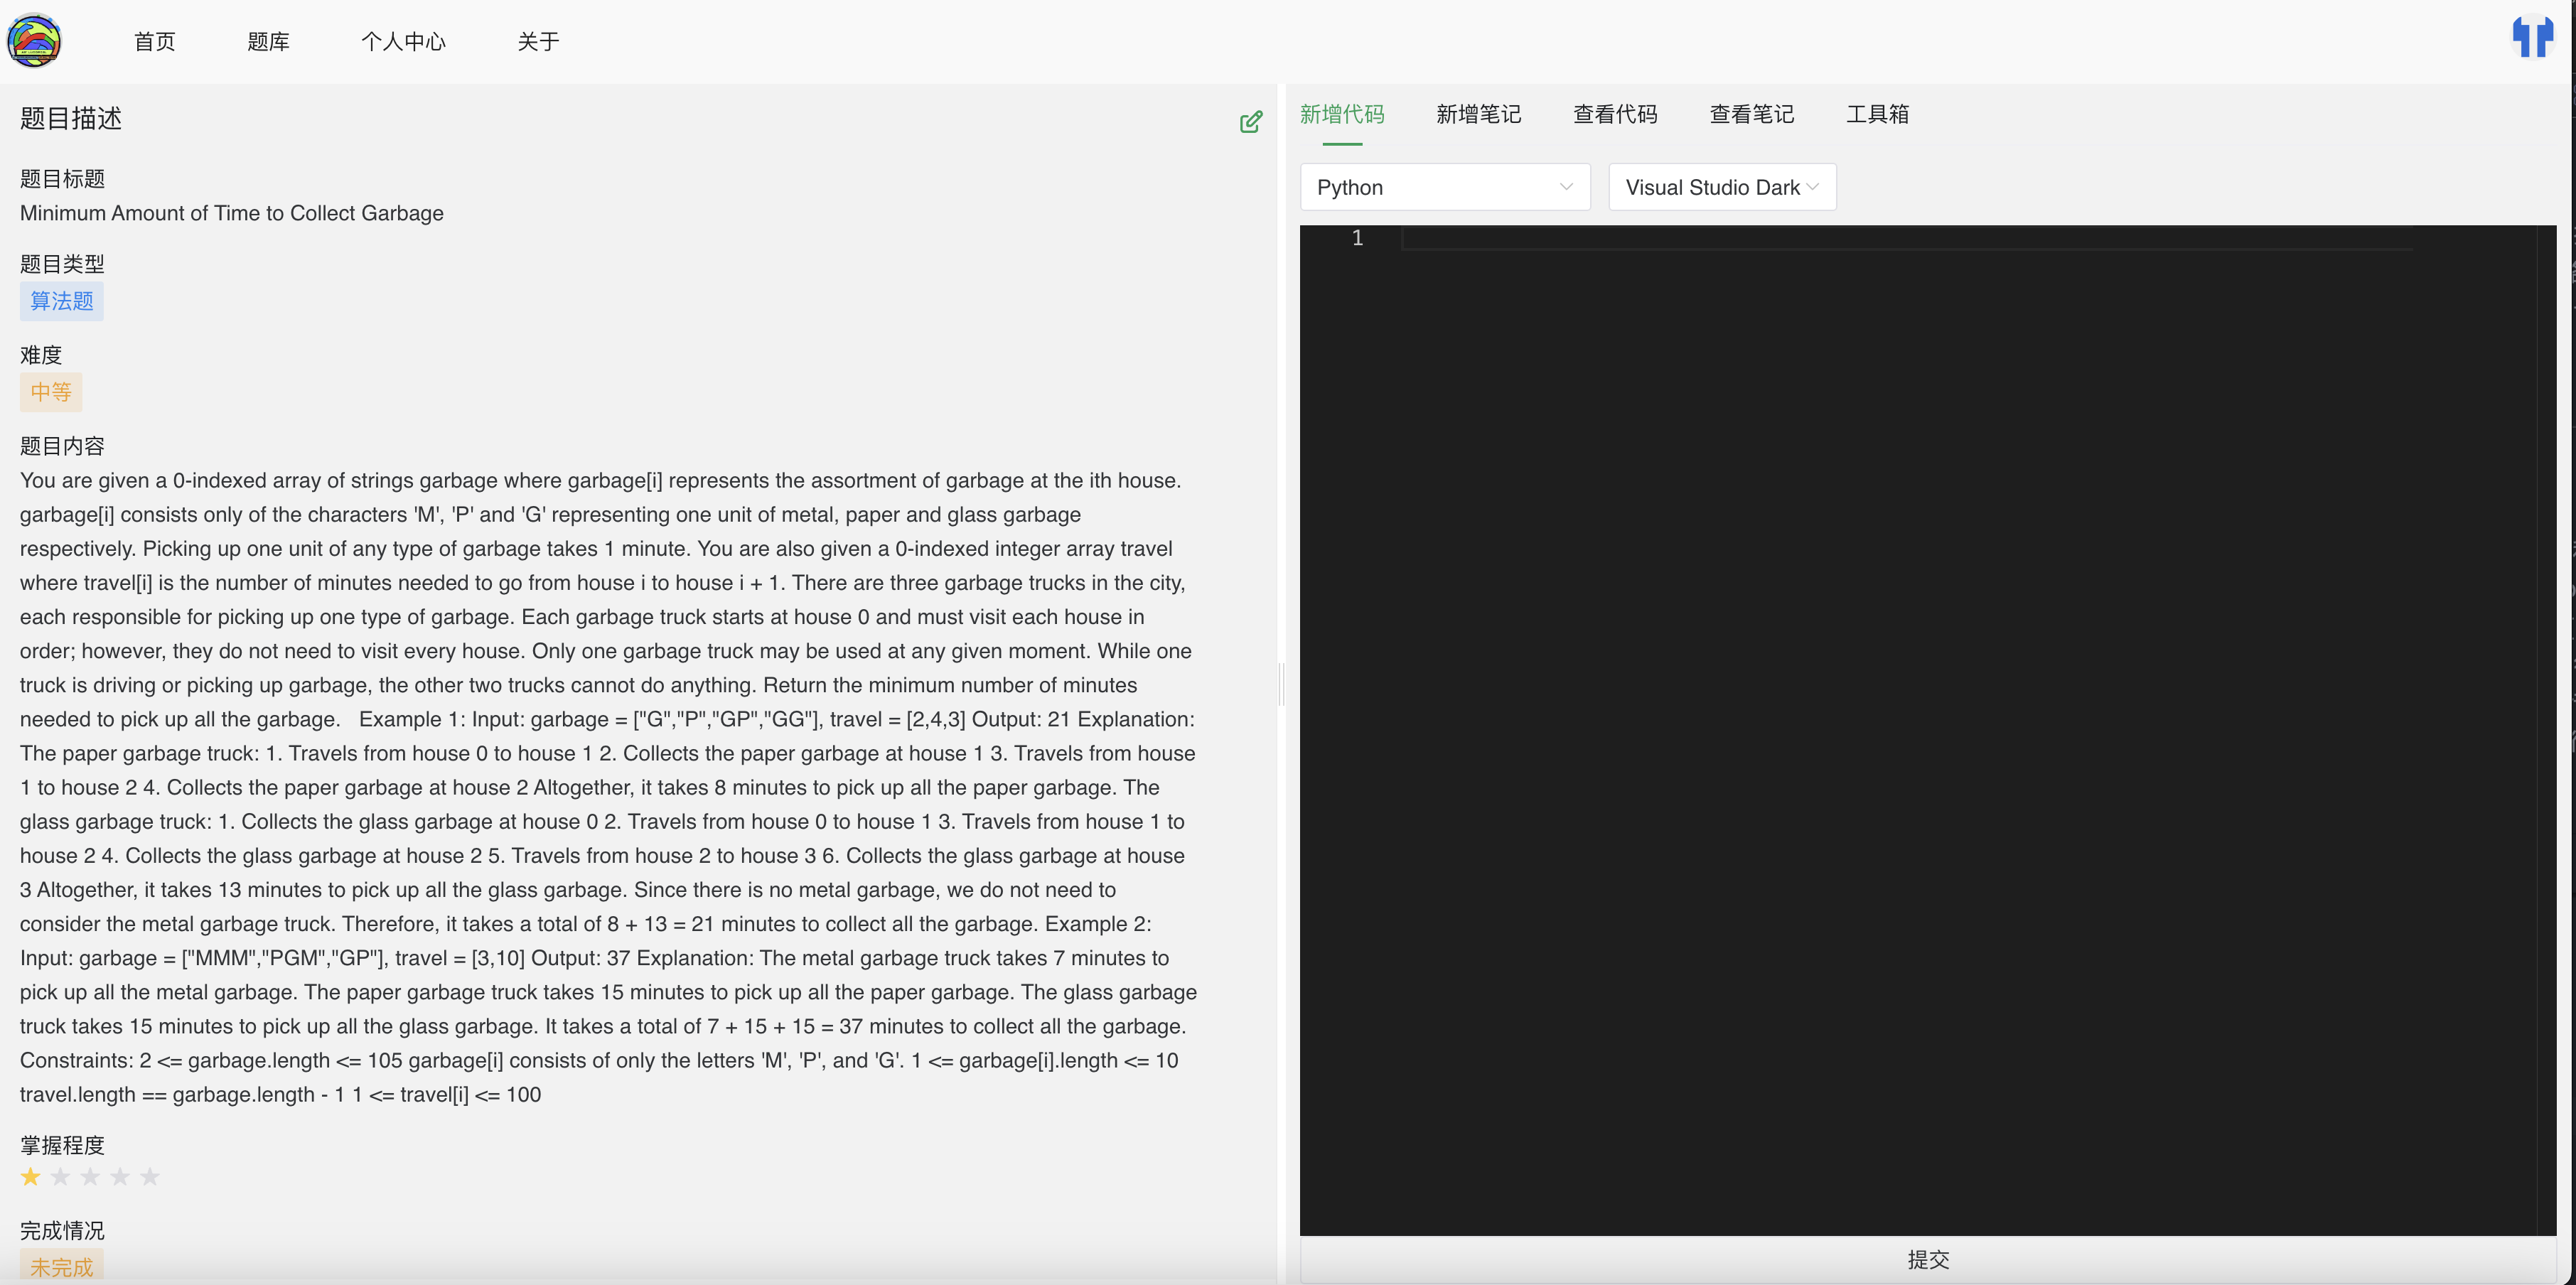 首页 题库 个人中心 关于
题目描述
题目标题
Minimum Amount of Time to Collect Garbage
题目类型
算法题
难度
中等
题目内容
You are given a 0-indexed array of strings garbage where garbage[i] represents the assortment of garbage at the ith house.
garbage[i] consists only of the characters 'M', 'P' and 'G' representing one unit of metal, paper and glass garbage
respectively. Picking up one unit of any type of garbage takes 1 minute. You are also given a 0-indexed integer array travel
where travel[i] is the number of minutes needed to go from house i to house i + 1. There are three garbage trucks in the city,
each responsible for picking up one type of garbage. Each garbage truck starts at house 0 and must visit each house in
order; however, they do not need to visit every house. Only one garbage truck may be used at any given moment. While one
truck is driving or picking up garbage, the other two trucks cannot do anything. Return the minimum number of minutes
needed to pick up all the garbage.   Example 1: Input: garbage = ["G","P","GP","GG"], travel = [2,4,3] Output: 21 Explanation:
The paper garbage truck: 1. Travels from house 0 to house 1 2. Collects the paper garbage at house 1 3. Travels from house
1 to house 2 4. Collects the paper garbage at house 2 Altogether, it takes 8 minutes to pick up all the paper garbage. The
glass garbage truck: 1. Collects the glass garbage at house 0 2. Travels from house 0 to house 1 3. Travels from house 1 to
house 2 4. Collects the glass garbage at house 2 5. Travels from house 2 to house 3 6. Collects the glass garbage at house
3 Altogether, it takes 13 minutes to pick up all the glass garbage. Since there is no metal garbage, we do not need to
consider the metal garbage truck. Therefore, it takes a total of 8 + 13 = 21 minutes to collect all the garbage. Example 2:
Input: garbage = ["MMM","PGM","GP"], travel = [3,10] Output: 37 Explanation: The metal garbage truck takes 7 minutes to
pick up all the metal garbage. The paper garbage truck takes 15 minutes to pick up all the paper garbage. The glass garbage
truck takes 15 minutes to pick up all the glass garbage. It takes a total of 7 + 15 + 15 = 37 minutes to collect all the garbage.
Constraints: 2 <= garbage.length <= 105 garbage[i] consists of only the letters 'M', 'P', and 'G'. 1 <= garbage[i].length <= 10
travel.length == garbage.length - 1 1 <= travel[i] <= 100
掌握程度
完成情况
未完成
新增代码 新增笔记 查看代码 查看笔记 工具箱
Python Visual Studio Dark
1
提交